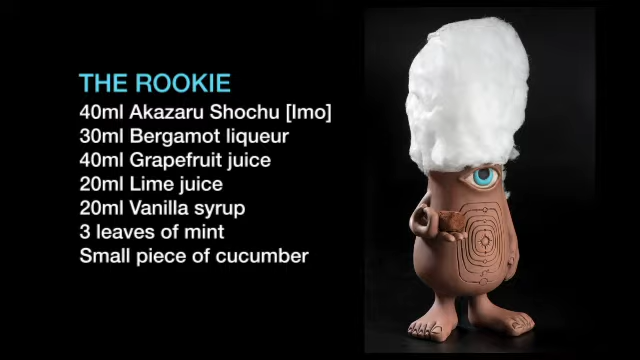 THE ROOKIE
40ml Akazaru Shochu [Imo]
30ml Bergamot liqueur
40ml Grapefruit juice
20ml Lime juice
20ml Vanilla syrup
3 leaves of mint
Small piece of cucumber